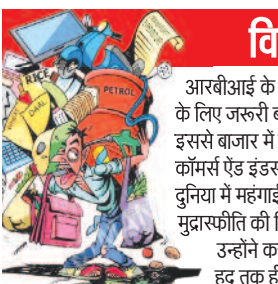 वि
RICE
DAAL
PETROL
आरबीआई के
के लिए जरूरी ब
इससे बाजार में
कॉमर्स ऐंड इंडस
दुनिया में महंगाई
मुद्रास्फीति की
उन्होंने क
हद तक ही